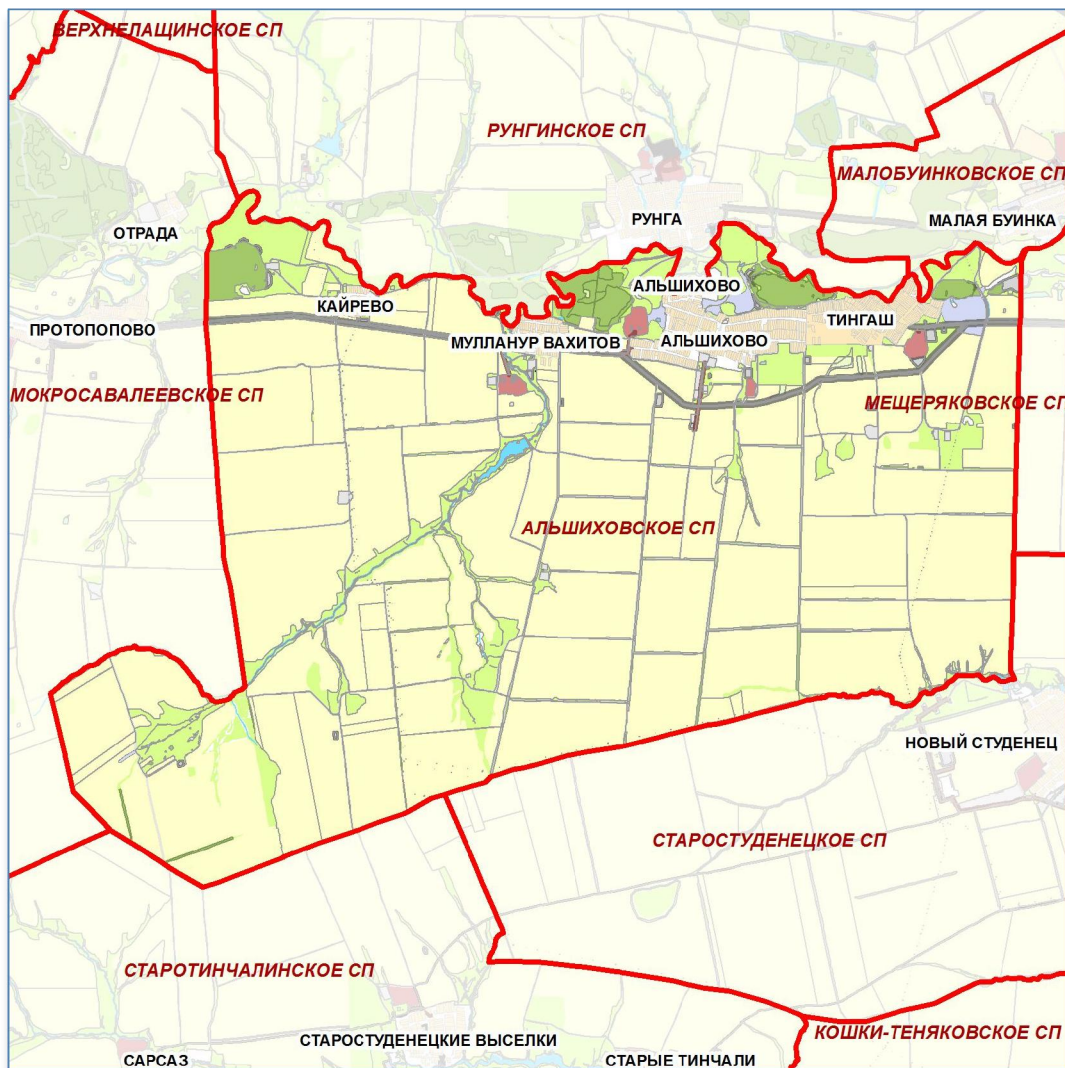 ВЕРХНЕЛАЩИНСКОЕ СП
РУНГИНСКОЕ СП
МАЛОБУИНКОВСКОЕ СП
РУНГА
МАЛАЯ БУИНКА
ОТРАДА
АЛЬШИХОВО
КАЙРЕВО
ТИНГАШ
ПРОТОПОПОВО
МУЛЛАНУР ВАХИТОВ
АЛЬШИХОВО
МОКРОСАВАЛЕЕВСКОЕ СП
МЕЩЕРЯКОВСКОЕ СП
АЛЬШИХОВСКОЕ СП
НОВЫЙ СТУДЕНЕЦ
СТАРОСТУДЕНЕЦКОЕ СП
СТАРОТИНЧАЛИНСКОЕ СП
КОШКИ-ТЕНЯКОВСКОЕ СП
СТАРОСТУДЕНЕЦКИЕ ВЫСЕЛКИ
САРСАЗ
СТАРЫЕ ТИНЧАЛИ